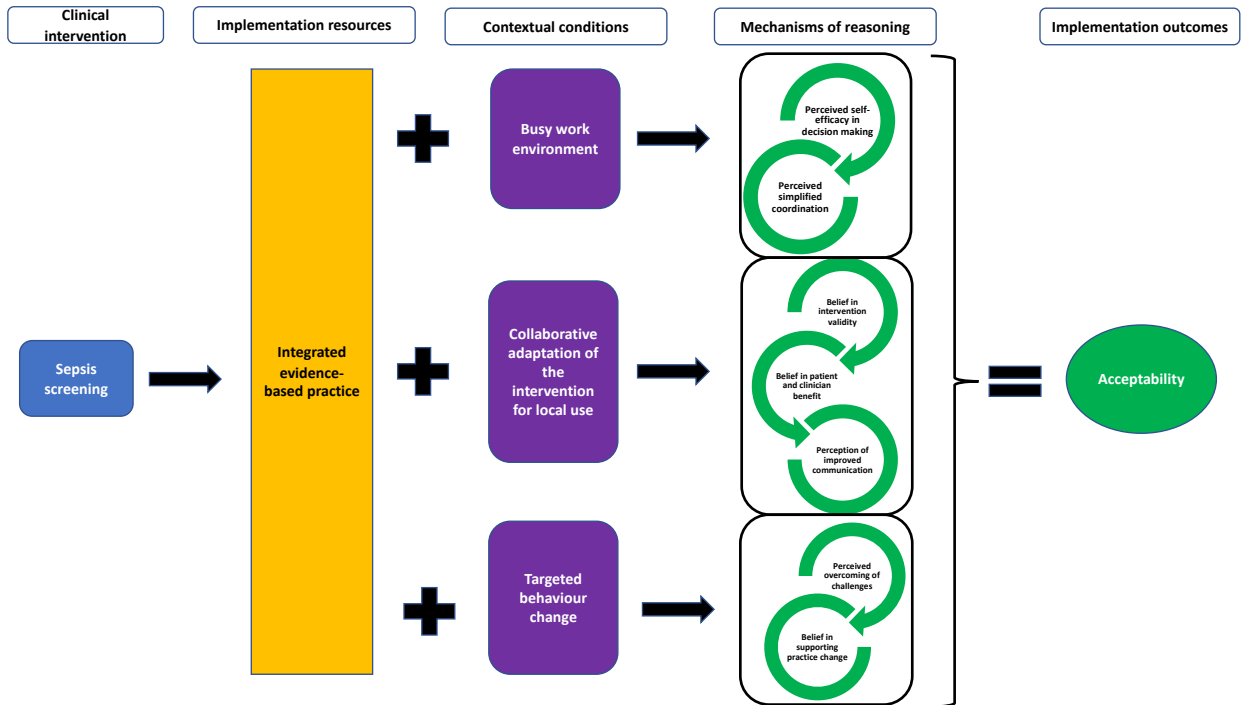 Clinical
intervention
Implementation resources
Contextual conditions
Mechanisms of reasoning
Implementation outcomes
Sepsis
screening
Integrated
evidence-
based practice
Busy work
environment
Collaborative
adaptation of
the
intervention
for local use
Targeted
behaviour
change
Perceived self-
efficacy in
decision making
Perceived
simplified
coordination
Belief in
intervention
validity
Belief in patient
and clinician
benefit
Perception of
improved
communication
Perceived
overcoming of
challenges
Belief in
supporting
practice change
Acceptability